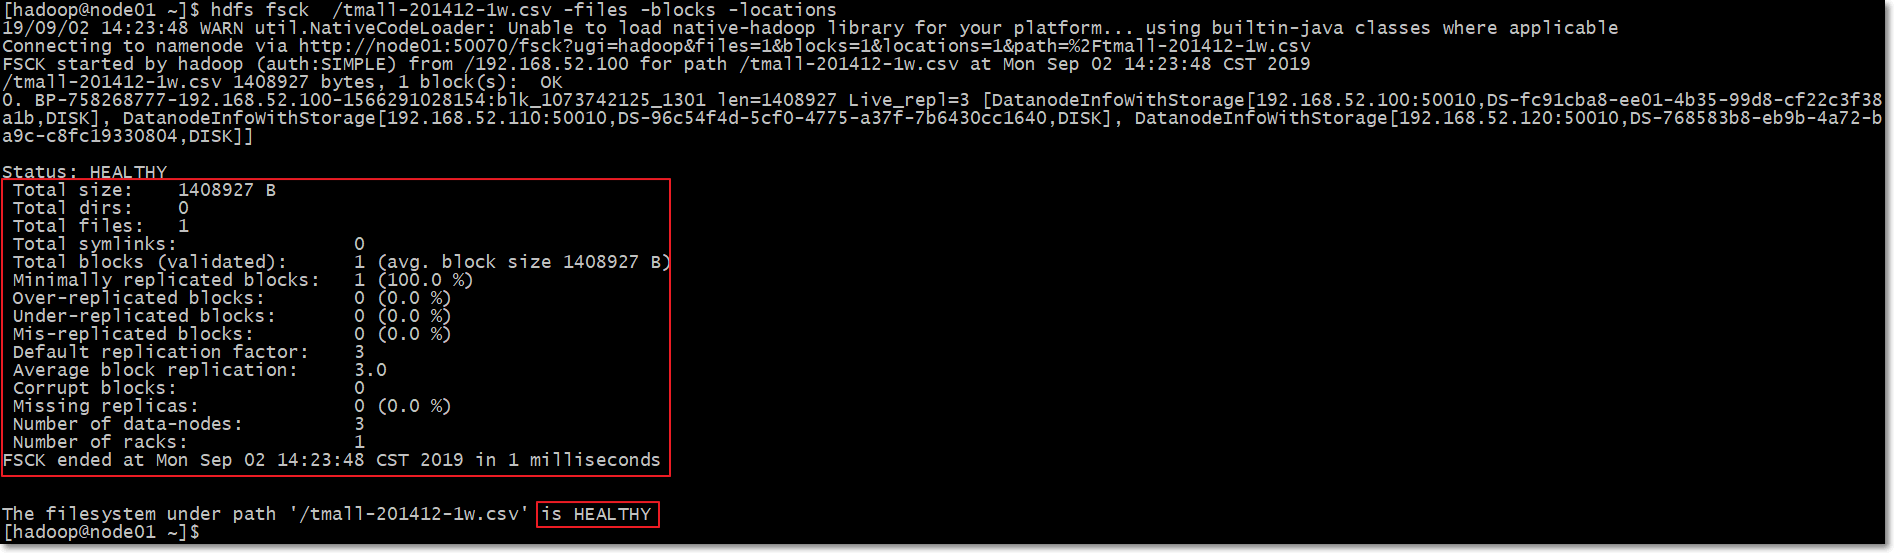 [hadoop@node01 ~]$ hdfs fsck  /tmall-201412-1w.csv -files -blocks -locations
19/09/02 14:23:48 WARN util.NativeCodeLoader: Unable to load native-hadoop library for your platform... using builtin-java classes where applicable
Connecting to namenode via http://node01:50070/fsck?ugi=hadoop&files=1&blocks=1&locations=1&path=%2Ftmall-201412-1w.csv
FSCK started by hadoop (auth:SIMPLE) from /192.168.52.100 for path /tmall-201412-1w.csv at Mon Sep 02 14:23:48 CST 2019
/tmall-201412-1w.csv 1408927 bytes, 1 block(s):  OK
0. BP-758268777-192.168.52.100-1566291028154:blk_1073742125_1301 len=1408927 Live_repl=3 [DatanodeInfoWithStorage[192.168.52.100:50010,DS-fc91cba8-ee01-4b35-99d8-cf22c3f38
a1b,DISK], DatanodeInfoWithStorage[192.168.52.110:50010,DS-96c54f4d-5cf0-4775-a37f-7b6430cc1640,DISK], DatanodeInfoWithStorage[192.168.52.120:50010,DS-768583b8-eb9b-4a72-b
a9c-c8fc19330804,DISK]]
Status: HEALTHY
Total size:    1408927 B
Total dirs:    0
Total files:   1
Total symlinks:                0
Total blocks (validated):      1 (avg. block size 1408927 B)
Minimally replicated blocks:   1 (100.0 %)
Over-replicated blocks:        0 (0.0 %)
Under-replicated blocks:       0 (0.0 %)
Mis-replicated blocks:         0 (0.0 %)
Default replication factor:    3
Average block replication:     3.0
Corrupt blocks:                0
Missing replicas:              0 (0.0 %)
Number of data-nodes:          3
Number of racks:               1
FSCK ended at Mon Sep 02 14:23:48 CST 2019 in 1 milliseconds
The filesystem under path '/tmall-201412-1w.csv' is HEALTHY
[hadoop@node01 ~]$